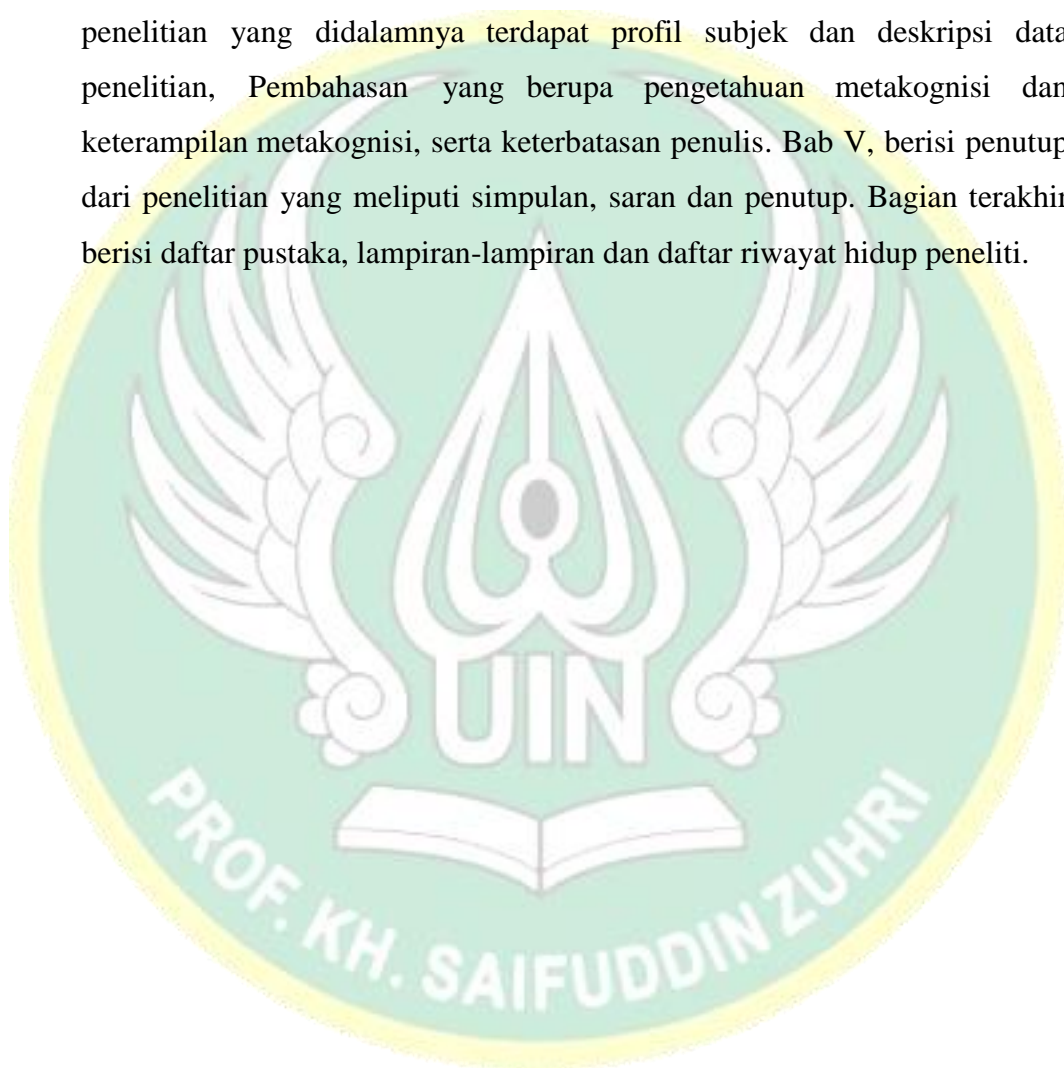 penelitian yang didalamnya terdapat profil subjek dan deskripsi data
penelitian, Pembahasan yang berupa pengetahuan metakognisi dan
keterampilan metakognisi, serta keterbatasan penulis. Bab V, berisi penutup
dari penelitian yang meliputi simpulan, saran dan penutup. Bagian terakhir
berisi daftar pustaka, lampiran-lampiran dan daftar riwayat hidup peneliti.
UIN
PROF. KH. SAIFUDDIN ZUHRI